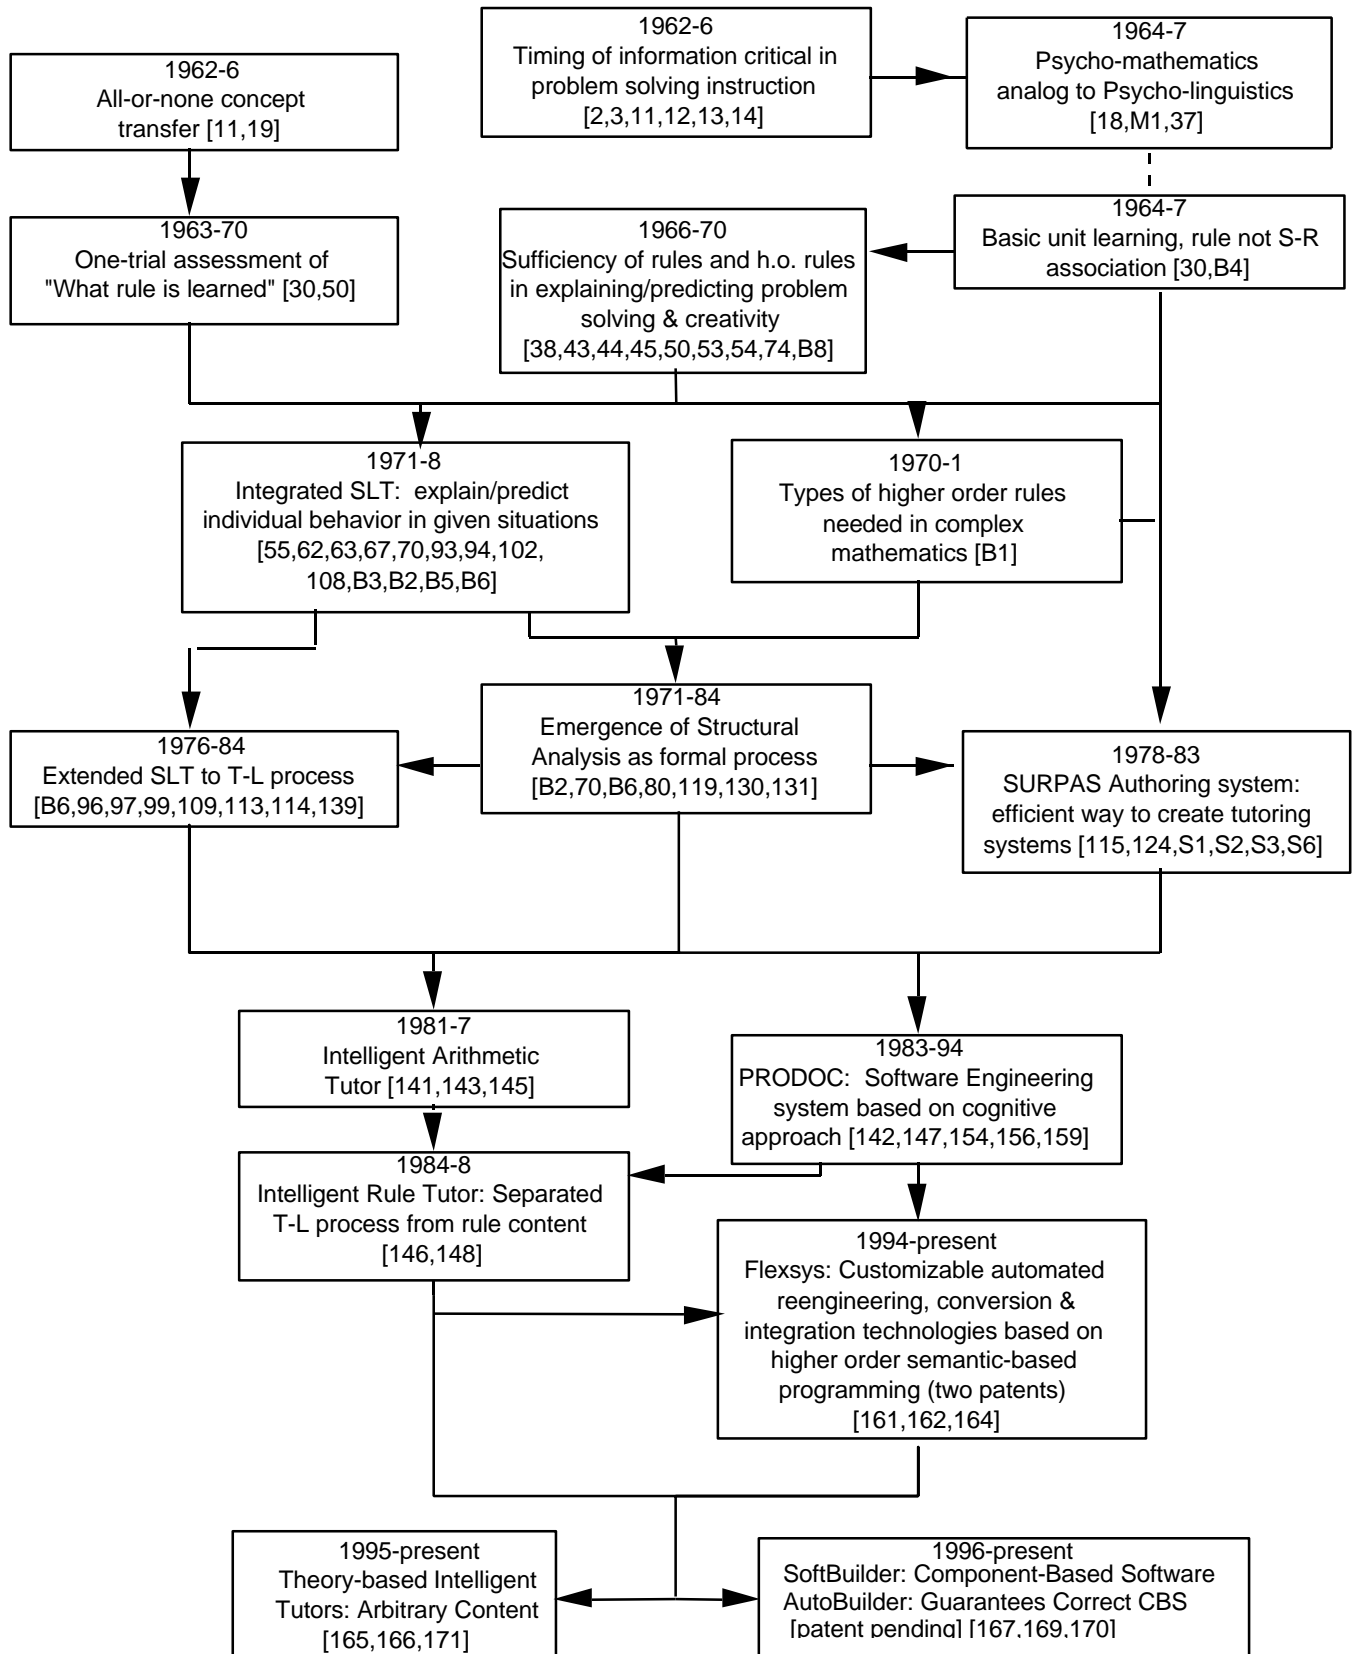 1962-6
All-or-none concept
transfer [11,19]
1962-6
Timing of information critical in
problem solving instruction
[2,3,11,12,13,14]
1964-7
Psycho-mathematics
analog to Psycho-linguistics
[18,M1,37]
1963-70
One-trial assessment of
"What rule is learned" [30,50]
1966-70
Sufficiency of rules and h.o. rules
in explaining/predicting problem
solving & creativity
[38,43,44,45,50,53,54,74,B8]
1964-7
Basic unit learning, rule not S-R
association [30,B4]
1971-8
Integrated SLT: explain/predict
individual behavior in given situations
[55,62,63,67,70,93,94,102,
108,B3,B2,B5,B6]
1970-1
Types of higher order rules
needed in complex
mathematics [B1]
1976-84
Extended SLT to T-L process
[B6,96,97,99,109,113,114,139]
1971-84
Emergence of Structural
Analysis as formal process
[B2,70,B6,80,119,130,131]
1978-83
SURPAS Authoring system:
efficient way to create tutoring
systems [115,124,S1,S2,S3,S6]
1981-7
Intelligent Arithmetic
Tutor [141,143,145]
1983-94
PRODOC: Software Engineering
system based on cognitive
approach [142,147,154,156,159]
1984-8
Intelligent Rule Tutor: Separated
T-L process from rule content
[146,148]
1994-present
Flexsys: Customizable automated
reengineering, conversion &
integration technologies based on
higher order semantic-based
programming (two patents)
[161,162,164]
1995-present
Theory-based Intelligent
Tutors: Arbitrary Content
[165,166,171]
1996-present
SoftBuilder: Component-Based Software
AutoBuilder: Guarantees Correct CBS
[patent pending] [167,169,170]